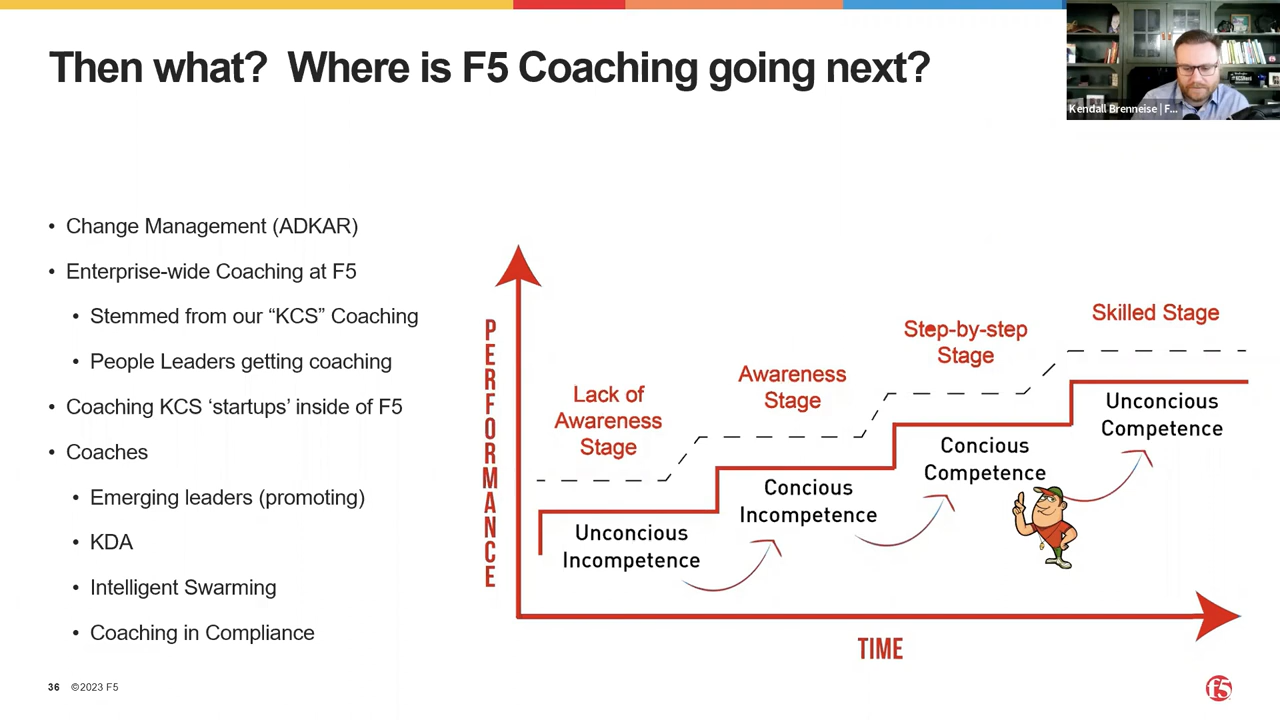 Then what? Where is F5 Coaching going next?
Kendall Brenneise | F...
• Change Management (ADKAR)
• Enterprise-wide Coaching at F5
• Stemmed from our “KCS” Coaching
• People Leaders getting coaching
• Coaching KCS ‘startups’ inside of F5
• Coaches
• Emerging leaders (promoting)
• KDA
• Intelligent Swarming
• Coaching in Compliance
PERFORMANCE
Lack of
Awareness
Stage
Awareness
Stage
Step-by-step
Stage
Skilled Stage
Unconcious
Incompetence
Concious
Incompetence
Concious
Competence
Unconcious
Competence
TIME
36 ©2023 F5
f5